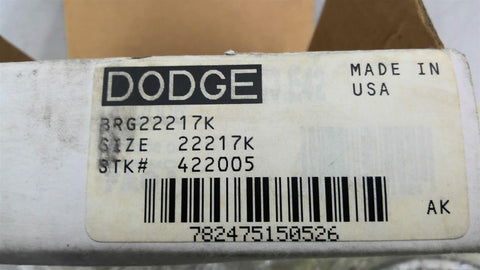 DODGE
MADE IN
USA
BRG22217K
SIZE 22217K
STK# 422005
782475150526
AK